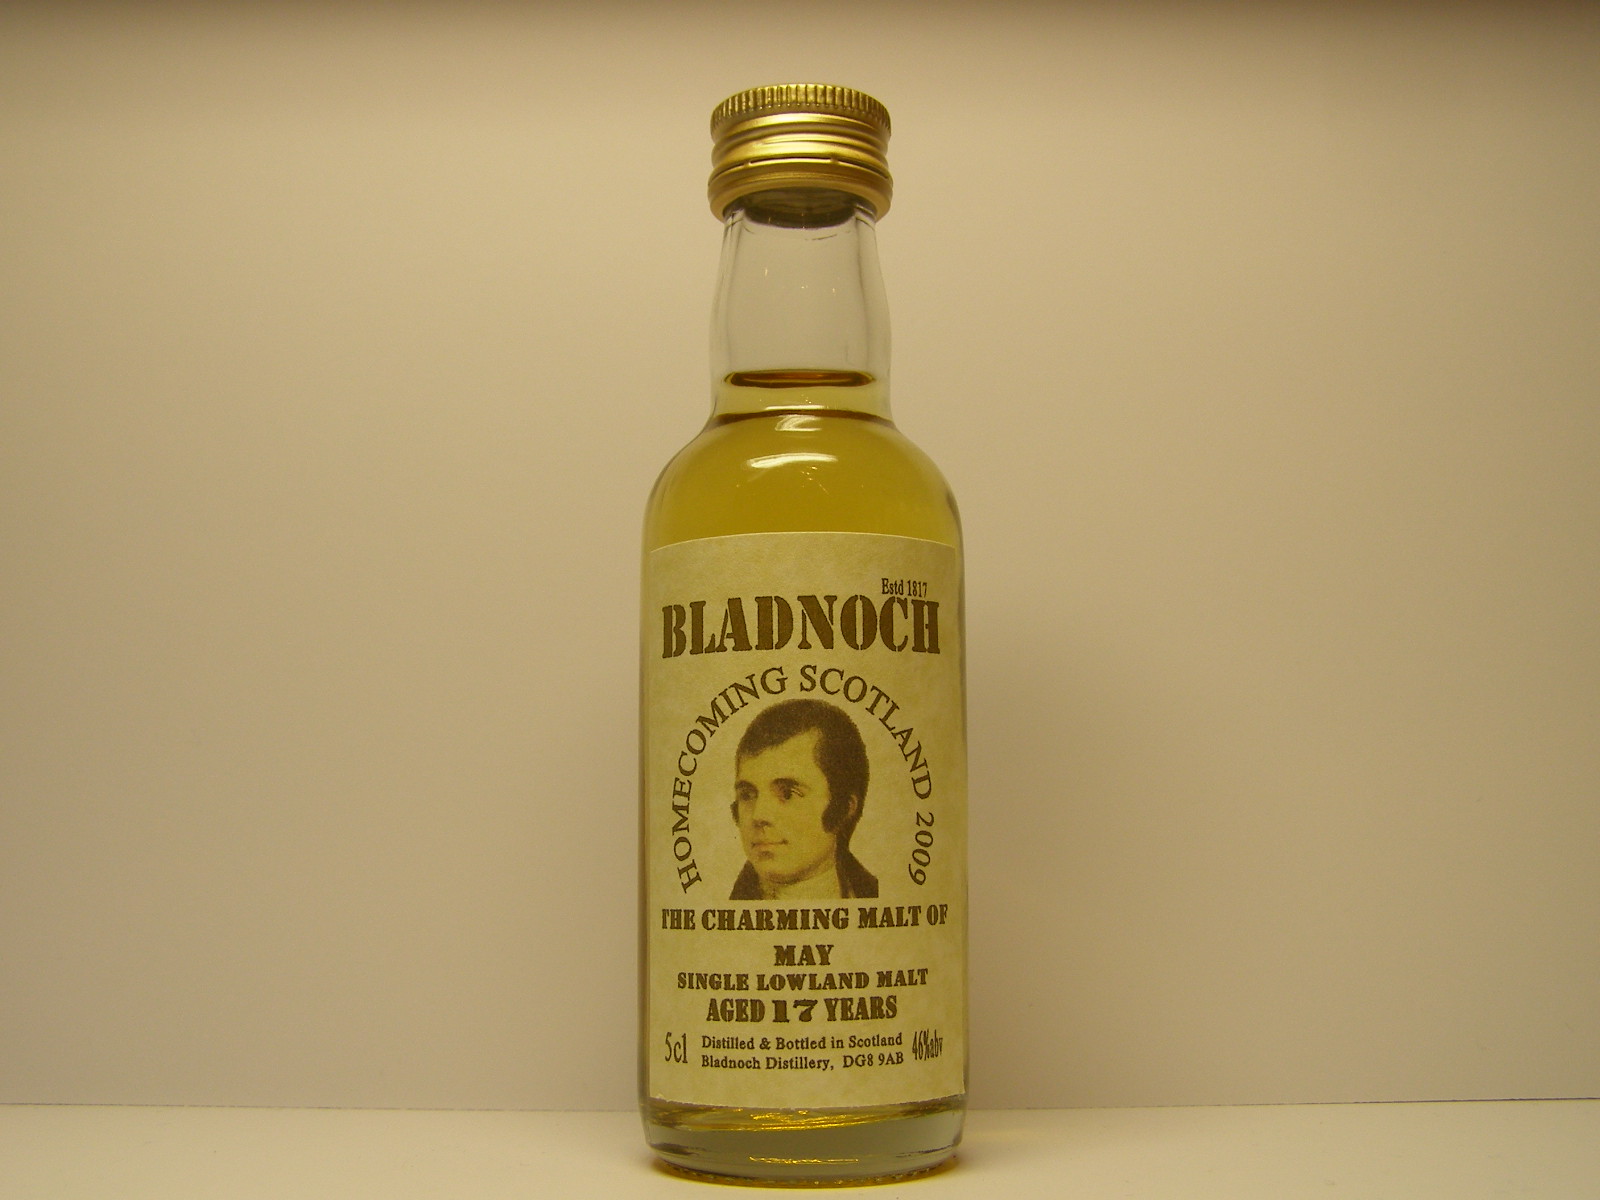 Estd 1817
BLADNOCH
HOMECOMING SCOTLAND 2009
THE CHARMING MALT OF
MAY
SINGLE LOWLAND MALT
AGED 17 YEARS
5cl
Distilled & Bottled in Scotland
Bladnoch Distillery, DG8 9AB
46%abv